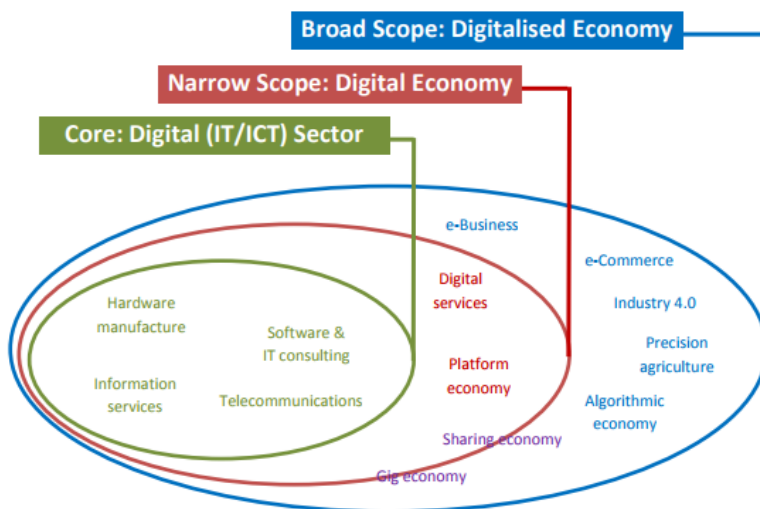 Broad Scope: Digitalised Economy
Narrow Scope: Digital Economy
Core: Digital (IT/ICT) Sector
e-Business
e-Commerce
Digital
services
Industry 4.0
Hardware
manufacture
Software &
IT consulting
Precision
agriculture
Platform
economy
Information
services
Telecommunications
Algorithmic
economy
Sharing economy
Gig economy